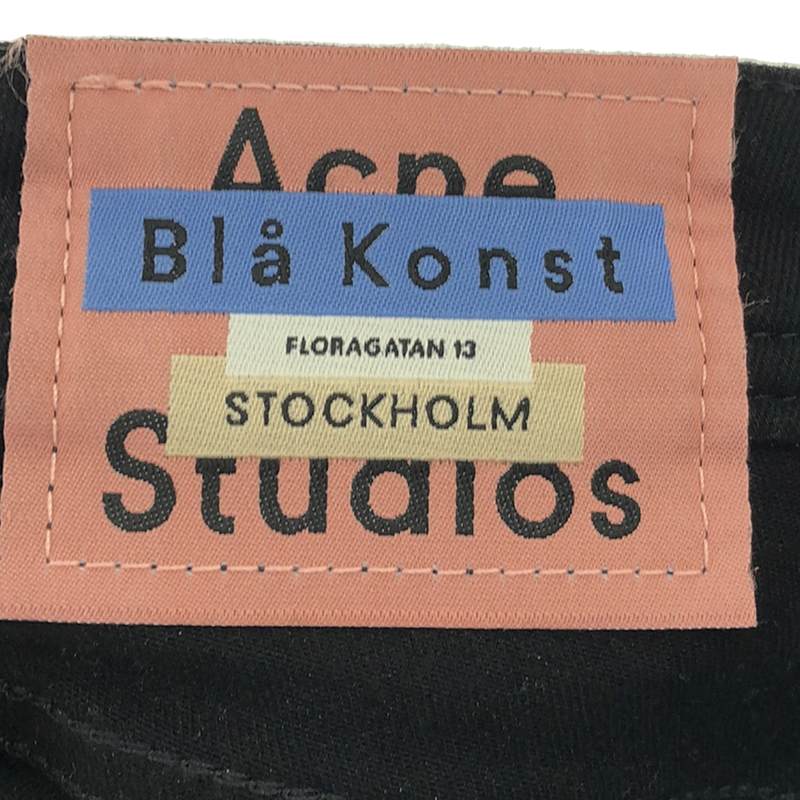 Acne
Blå Konst
FLORAGATAN 13
STOCKHOLM
Studios